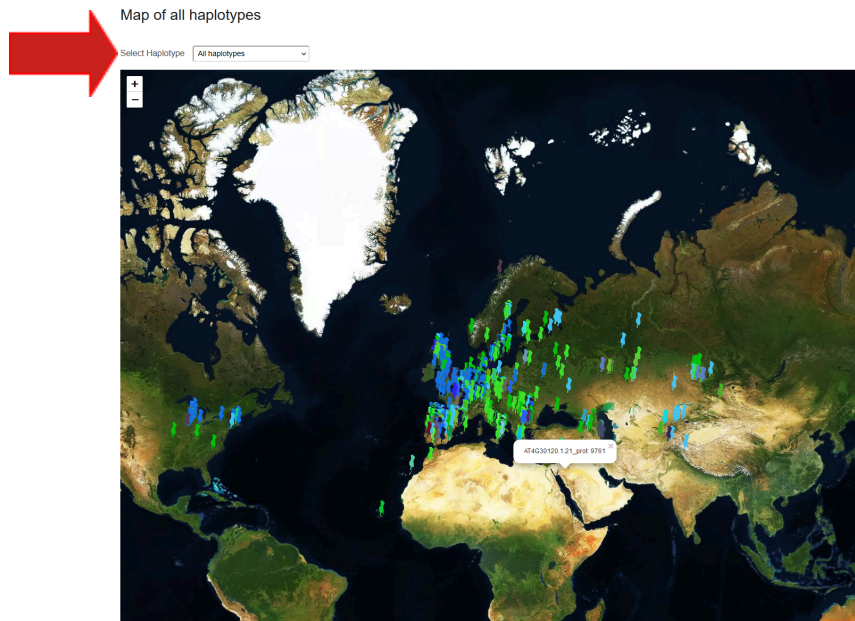 Map of all haplotypes
Select Haplotype All haplotypes
+
−
AT4G30120.1.21_prot: 9761 ×